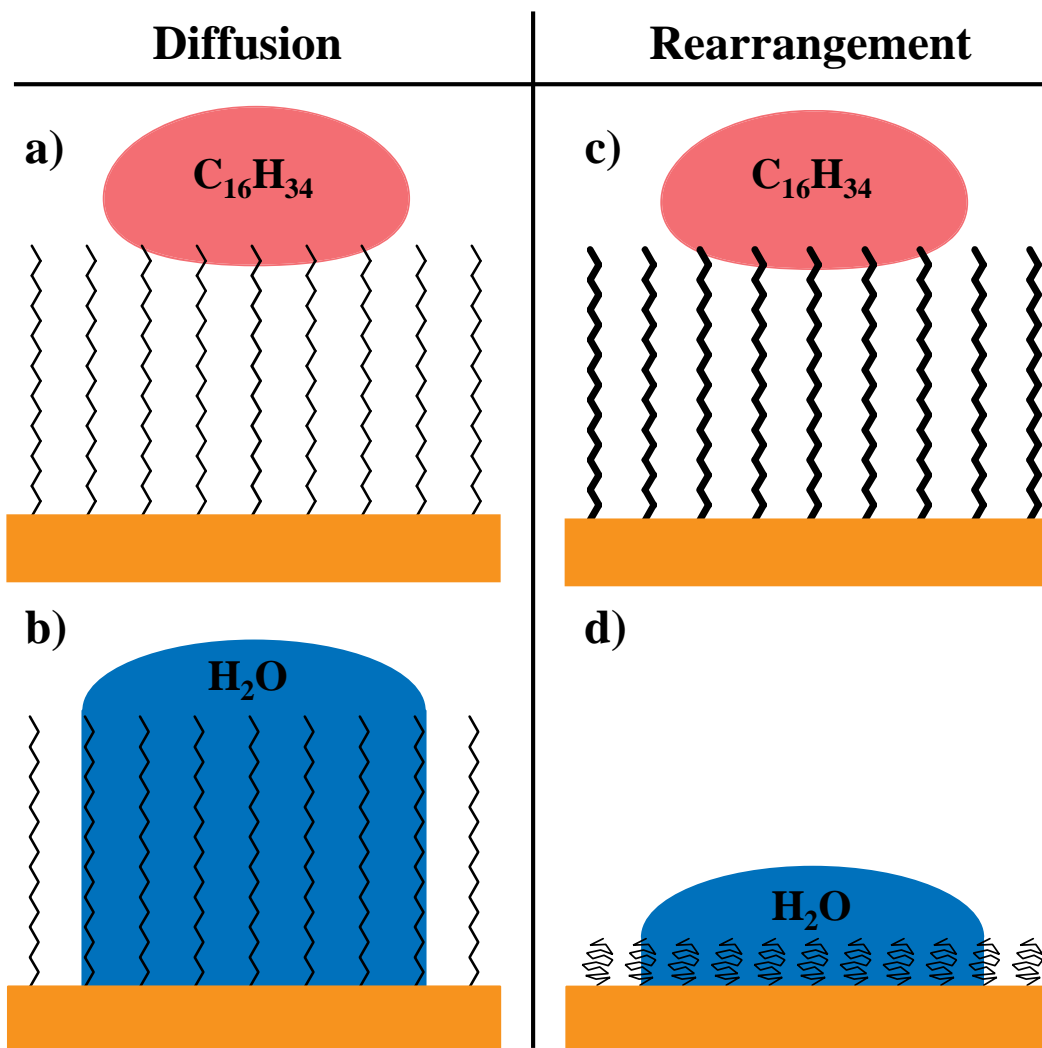 Diffusion
Rearrangement
a)
C₁₆H₃₄
c)
C₁₆H₃₄
b)
H₂O
d)
H₂O